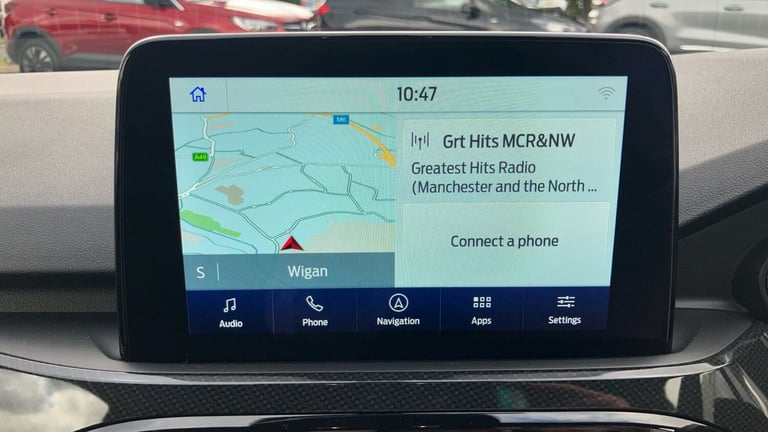 10:47
M6
A49
Grt Hits MCR&NW
Greatest Hits Radio
(Manchester and the North ...
Connect a phone
S
Wigan
Audio
Phone
Navigation
Apps
Settings